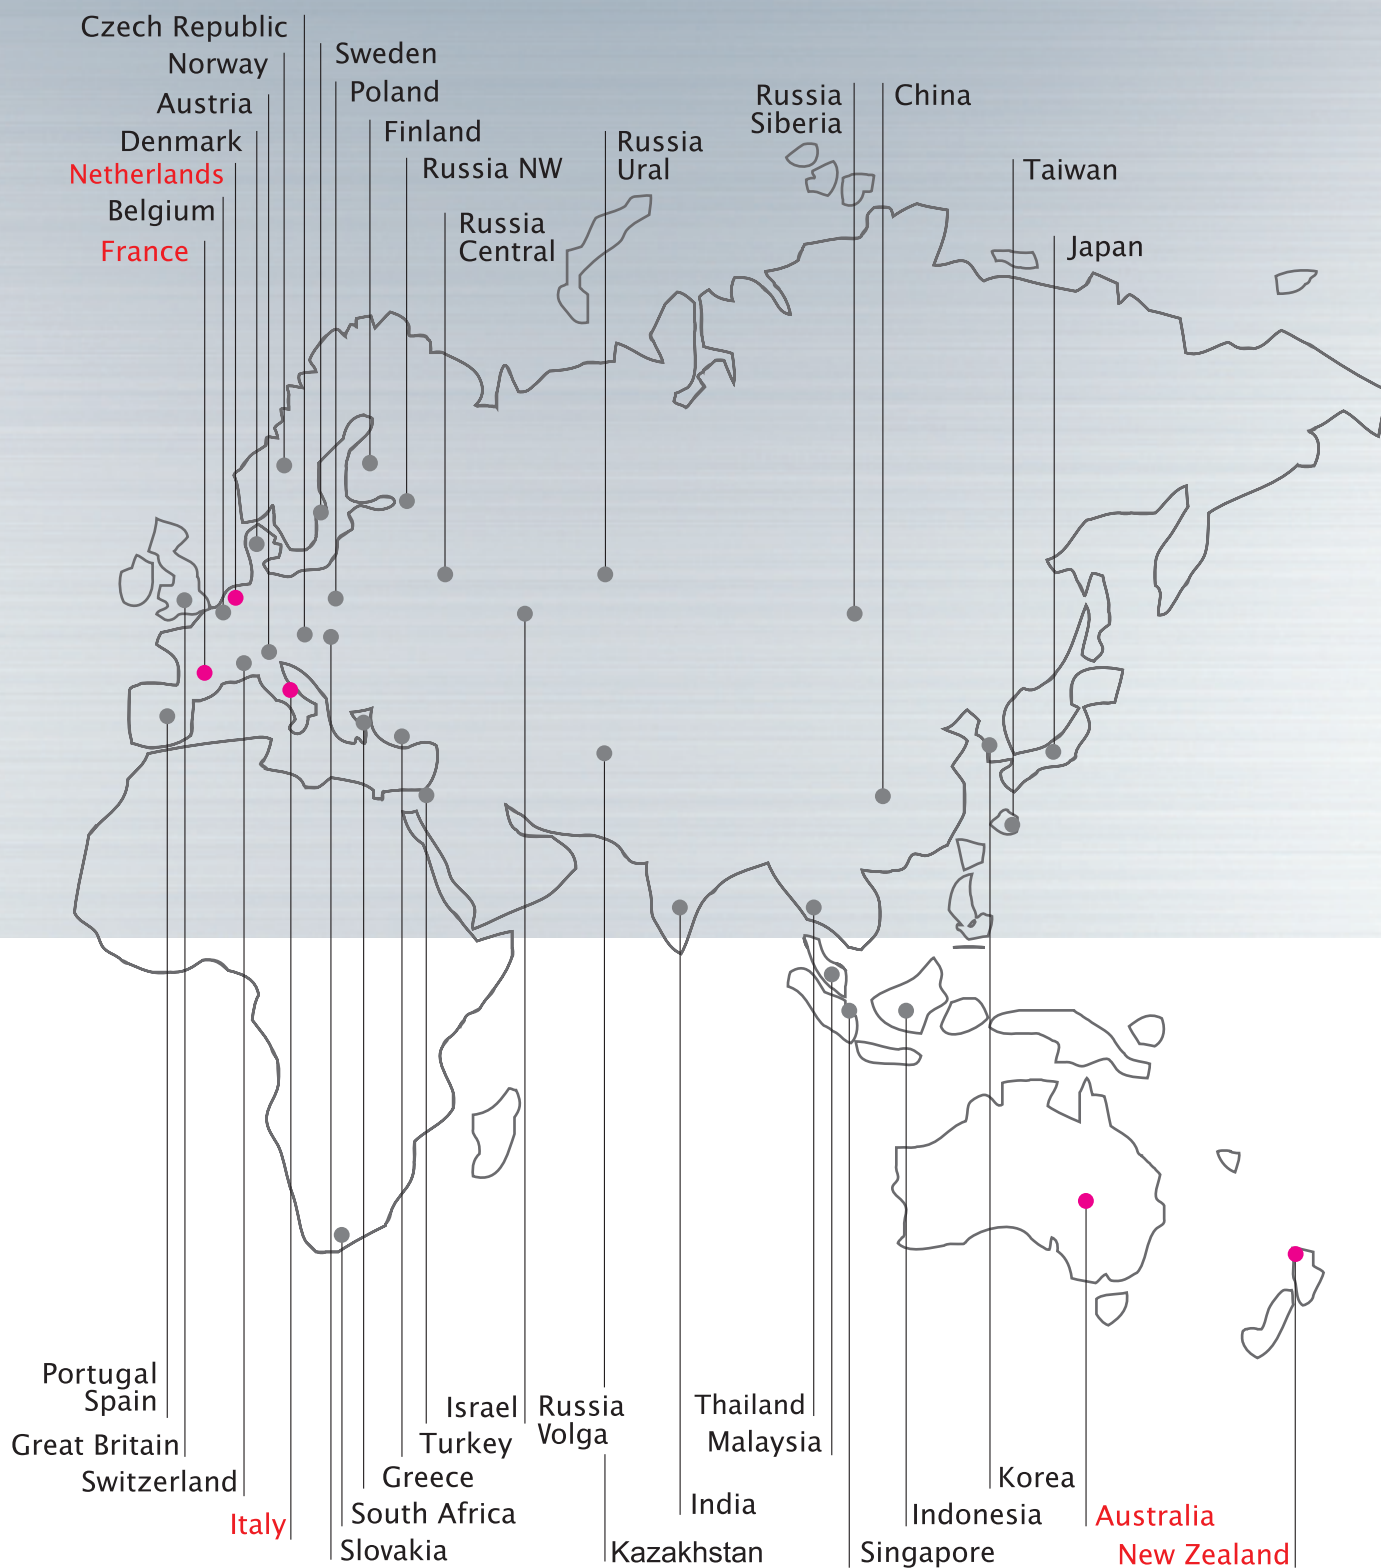 Czech Republic
Norway
Austria
Denmark
Netherlands
Belgium
France
Sweden
Poland
Finland
Russia NW
Russia
Central
Russia
Ural
Russia
Siberia
China
Taiwan
Japan
Portugal
Spain
Great Britain
Switzerland
Italy
Israel
Turkey
Greece
South Africa
Slovakia
Russia
Volga
Kazakhstan
India
Thailand
Malaysia
Singapore
Indonesia
Korea
Australia
New Zealand